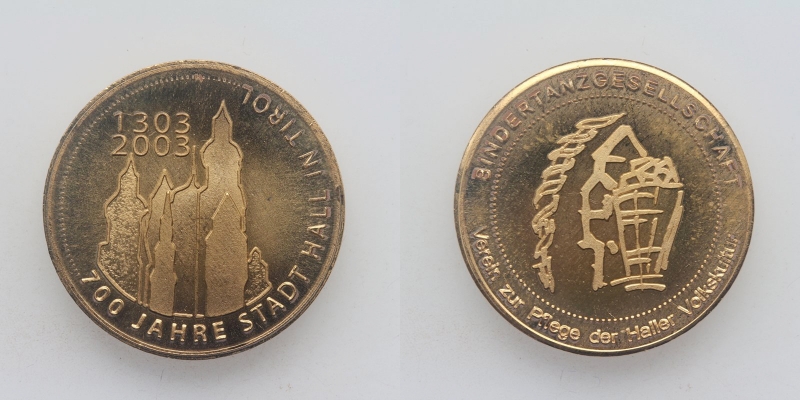 1303
2003
700 JAHRE STADT HALL IN TIROL
BINDERTANZGESELLSCHAFT
Verein zur Pflege der Haller Volkskultur